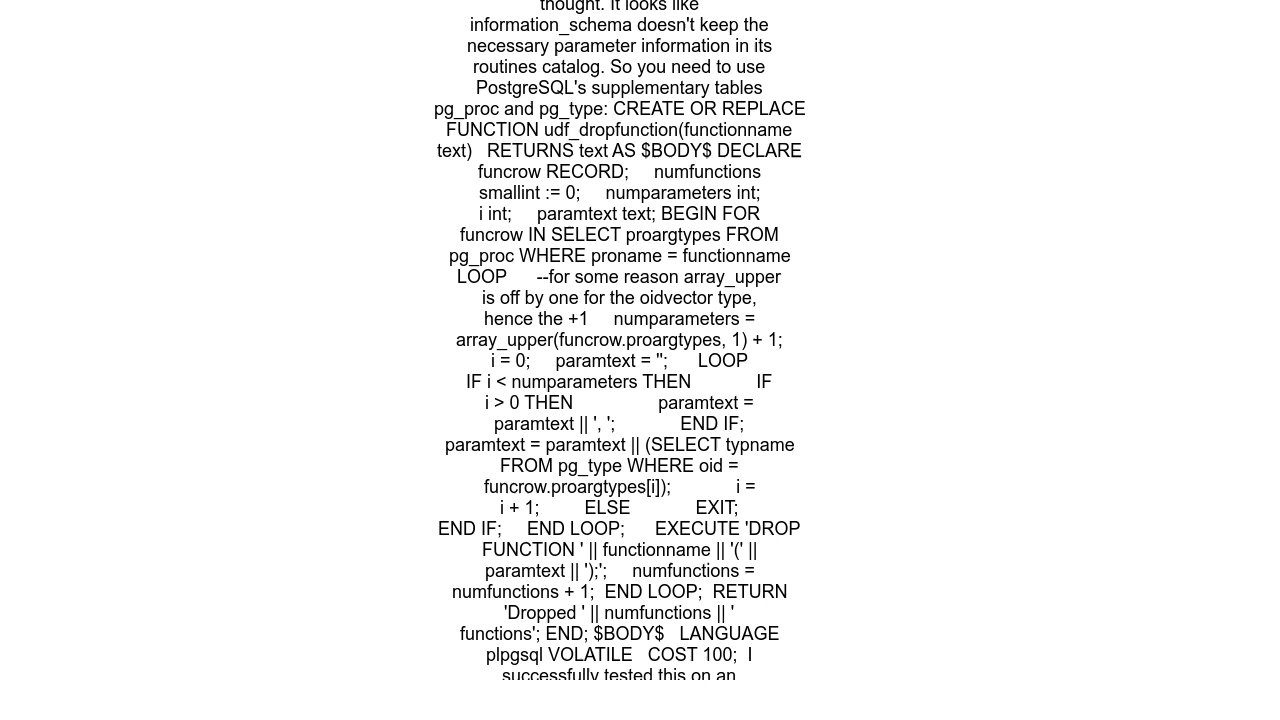 thought. It looks like
information_schema doesn't keep the
necessary parameter information in its
routines catalog. So you need to use
PostgreSQL's supplementary tables
pg_proc and pg_type: CREATE OR REPLACE
FUNCTION udf_dropfunction(functionname
text)   RETURNS text AS $BODY$ DECLARE
funcrow RECORD;     numfunctions
smallint := 0;     numparameters int;
i int;     paramtext text; BEGIN FOR
funcrow IN SELECT proargtypes FROM
pg_proc WHERE proname = functionname
LOOP      --for some reason array_upper
is off by one for the oidvector type,
hence the +1     numparameters =
array_upper(funcrow.proargtypes, 1) + 1;
i = 0;     paramtext = '';      LOOP
IF i < numparameters THEN             IF
i > 0 THEN                 paramtext =
paramtext || ', ';             END IF;
paramtext = paramtext || (SELECT typname
FROM pg_type WHERE oid =
funcrow.proargtypes[i]);             i =
i + 1;         ELSE             EXIT;
END IF;     END LOOP;      EXECUTE 'DROP
FUNCTION ' || functionname || '(' ||
paramtext || ');';     numfunctions =
numfunctions + 1;  END LOOP;  RETURN
'Dropped ' || numfunctions || '
functions'; END; $BODY$   LANGUAGE
plpgsql VOLATILE   COST 100;  I
successfully tested this on an